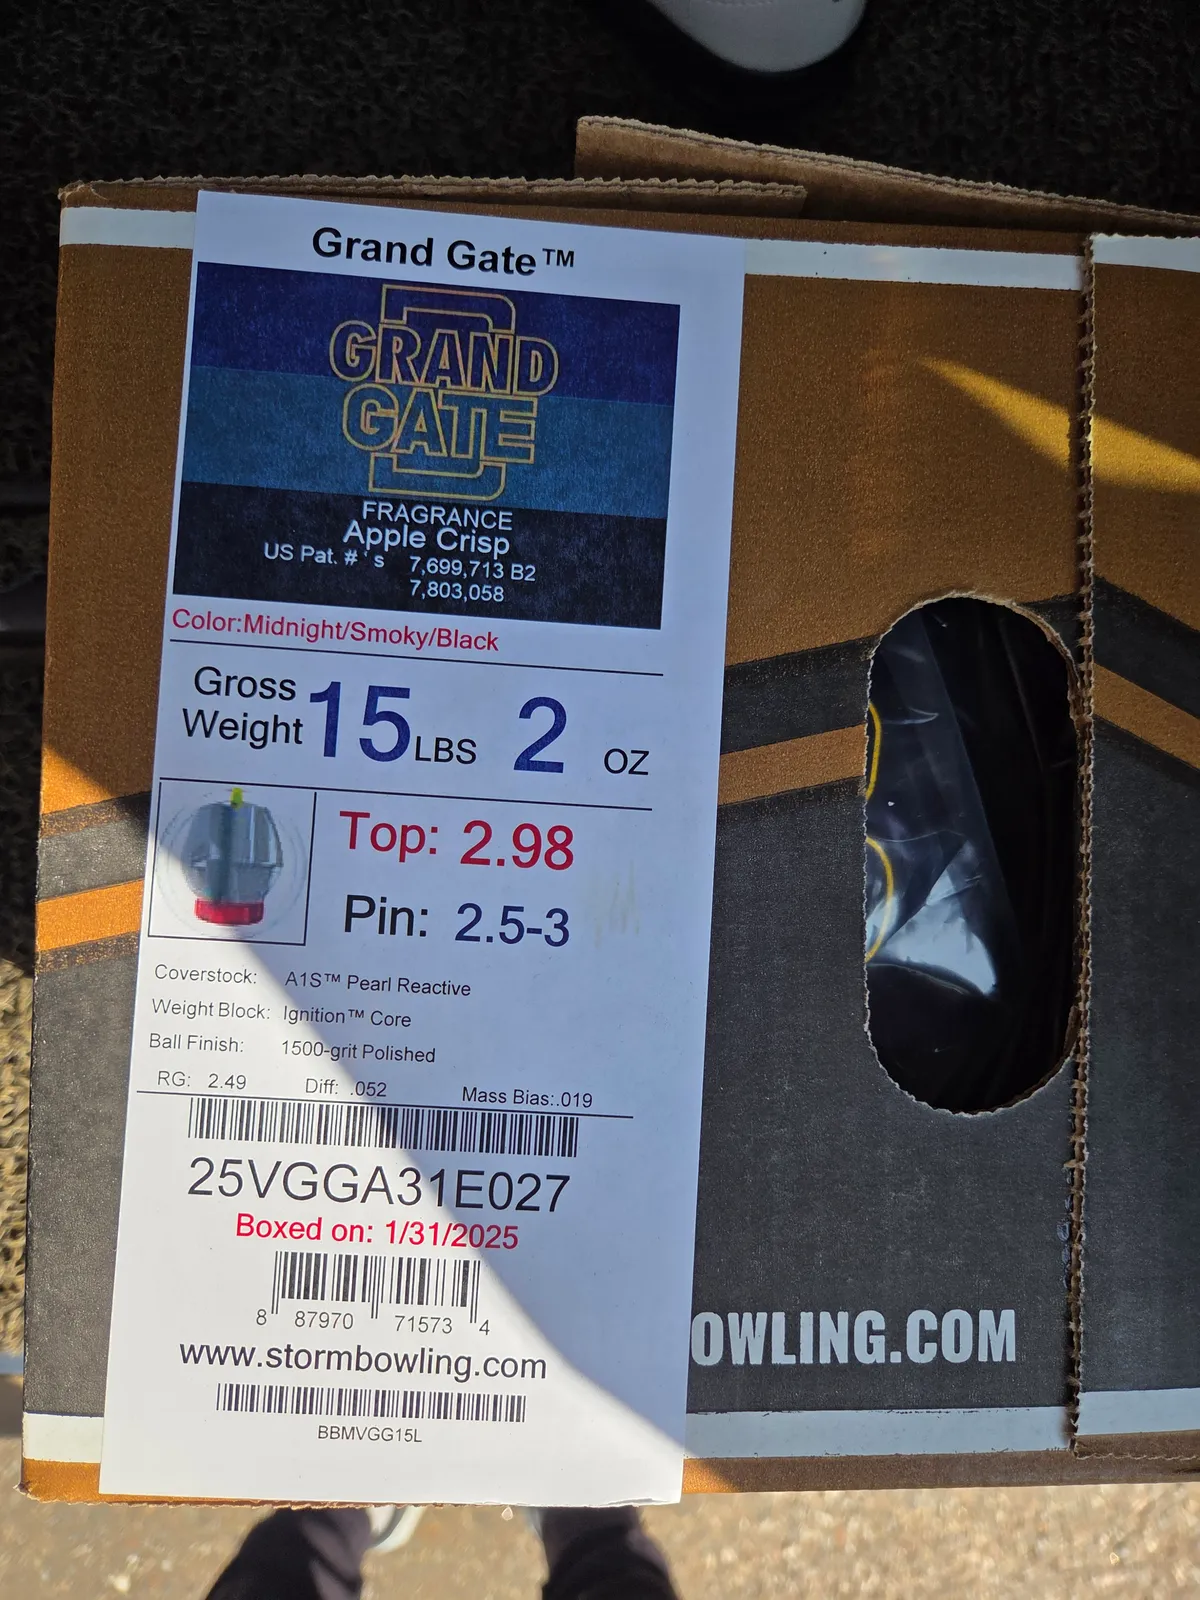 Grand Gate™
GRAND
GATE
FRAGRANCE
Apple Crisp
US Pat. #'s 7,699,713 B2
7,803,058
Color:Midnight/Smoky/Black
Gross Weight 15 LBS 2 OZ
Top: 2.98
Pin: 2.5-3
Coverstock: A1S™ Pearl Reactive
Weight Block: Ignition™ Core
Ball Finish: 1500-grit Polished
RG: 2.49 Diff: .052 Mass Bias:.019
25VGGA31E027
Boxed on: 1/31/2025
8 87970 71573 4
www.stormbowling.com
BBMVGG15L
OWLING.COM